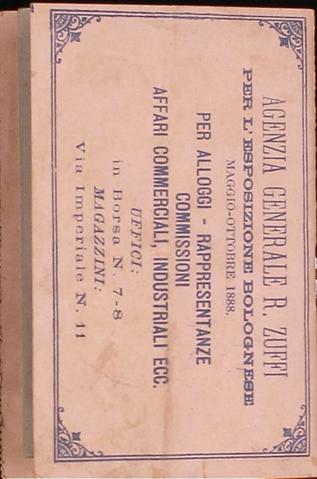 AGENZIA GENERALE R. ZUFFI
PER L'ESPOSIZIONE BOLOGNESE
MAGGIO-OTTOBRE 1888.
PER ALLOGGI - RAPPRESENTANZE
COMMISSIONI
AFFARI COMMERCIALI, INDUSTRIALI ECC.
UFFICI:
in Borsa N. 7-8
MAGAZZINI:
Via Imperiale N. 11